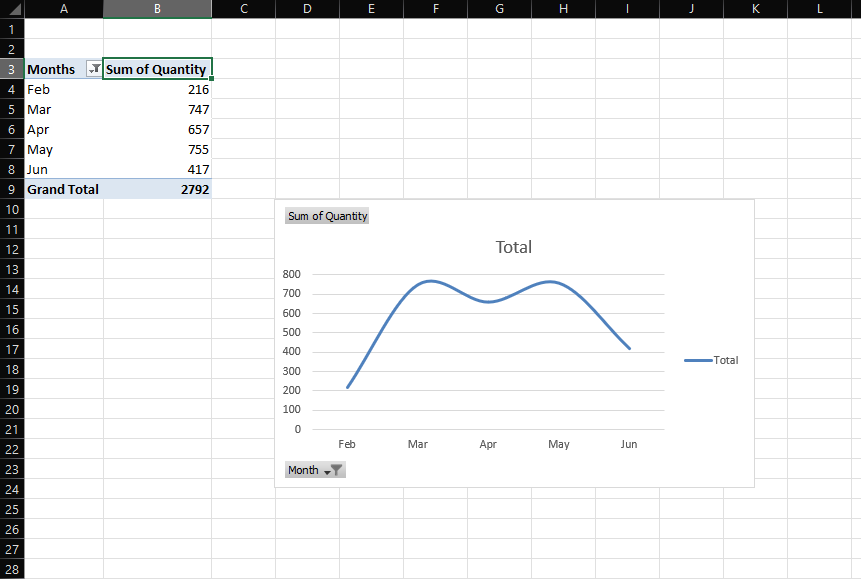 A B C D E F G H I J K L
1
2
3 Months Sum of Quantity
4 Feb 216
5 Mar 747
6 Apr 657
7 May 755
8 Jun 417
9 Grand Total 2792
10
11 Sum of Quantity
12 Total
13
14
15
16
17
18
19
20
21
22
23
24
25
26
27
28
800
700
600
500
400
300
200
100
0
Total
Feb Mar Apr May Jun
Month